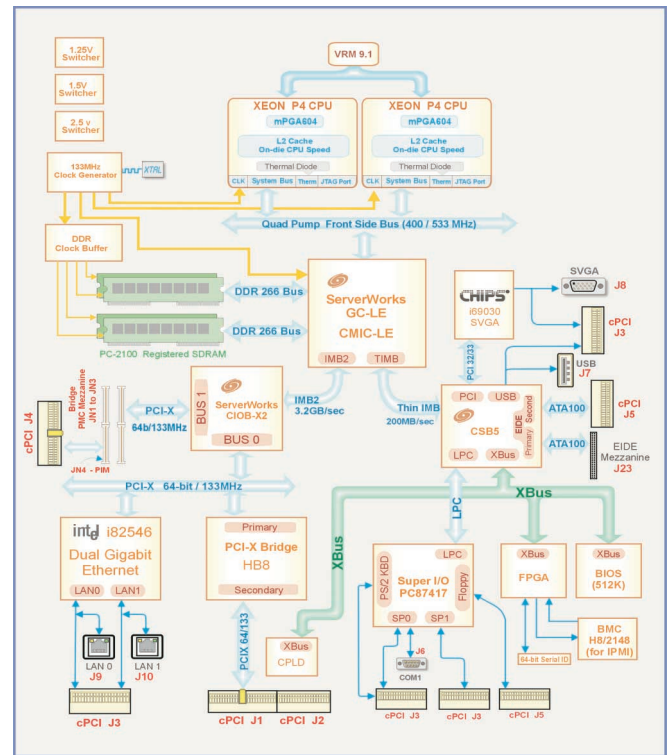 1.25V
Switcher
1.5V
Switcher
2.5 v
Switcher
VRM 9.1
XEON P4 CPU
mPGA604
L2 Cache
On-die CPU Speed
Thermal Diode
CLK System Bus Therm JTAG Port
XEON P4 CPU
mPGA604
L2 Cache
On-die CPU Speed
Thermal Diode
CLK System Bus Therm JTAG Port
133MHz
Clock Generator
XTRL
Quad Pump Front Side Bus (400 / 533 MHz)
DDR
Clock Buffer
DDR 266 Bus
DDR 266 Bus
PC-2100 Registered SDRAM
ServerWorks
GC-LE
CMIC-LE
IMB2
TIMB
CHIPS
i69030
SVGA
SVGA
J8
cPCI
J3
USB
J7
PCI 32/33
cPCI J4
Bridge
PMC Mezzanine
JN1 to JN3
JN4 - PIM
PCI-X
64b/133MHz
BUS 1
ServerWorks
CIOB-X2
BUS 0
IMB2
3.2GB/sec
Thin IMB
200MB/sec
PCI
USB
CSB5
EIDE
Primary Second
LPC
XBus
ATA100
cPCI
J5
ATA100
EIDE
Mezzanine
J23
PCI-X 64-bit / 133MHz
XBus
XBus
LPC
intel i82546
Dual Gigabit
Ethernet
LAN0
LAN1
LAN 0
J9
LAN 1
J10
cPCI J3
Primary
PCI-X Bridge
HB8
Secondary
PCIX 64/133
cPCI J1
cPCI J2
XBus
CPLD
LPC
PS/2 KBD
Super I/O
PC87417
Floppy
SP0
SP1
J6
COM1
cPCI J3
cPCI J3
cPCI J5
XBus
FPGA
XBus
BIOS
(512K)
64-bit Serial ID
BMC
H8/2148
(for IPMI)